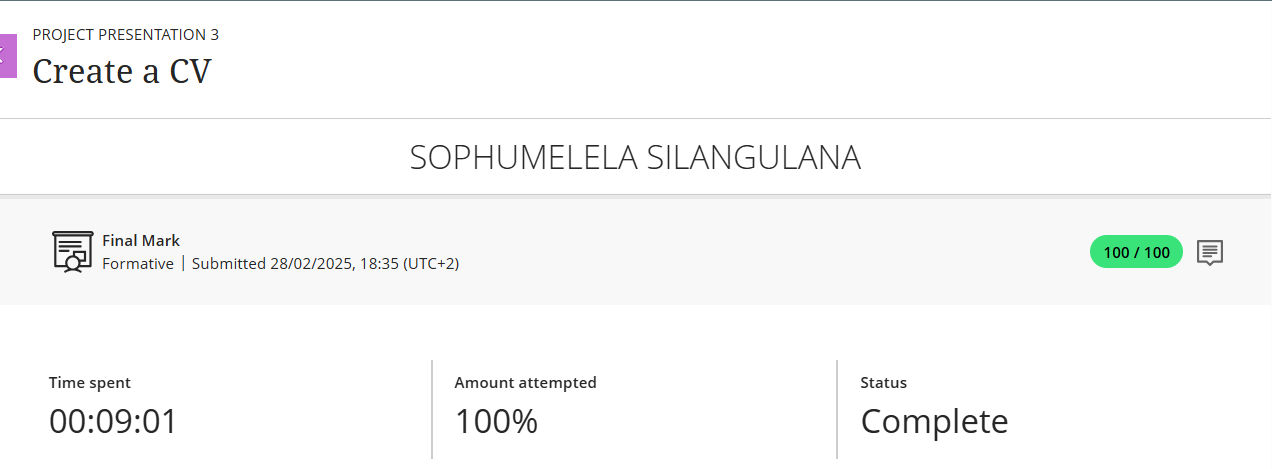 PROJECT PRESENTATION 3
Create a CV
SOPHUMELELA SILANGULANA
Final Mark
Formative | Submitted 28/02/2025, 18:35 (UTC+2)
100 / 100
Time spent
00:09:01
Amount attempted
100%
Status
Complete